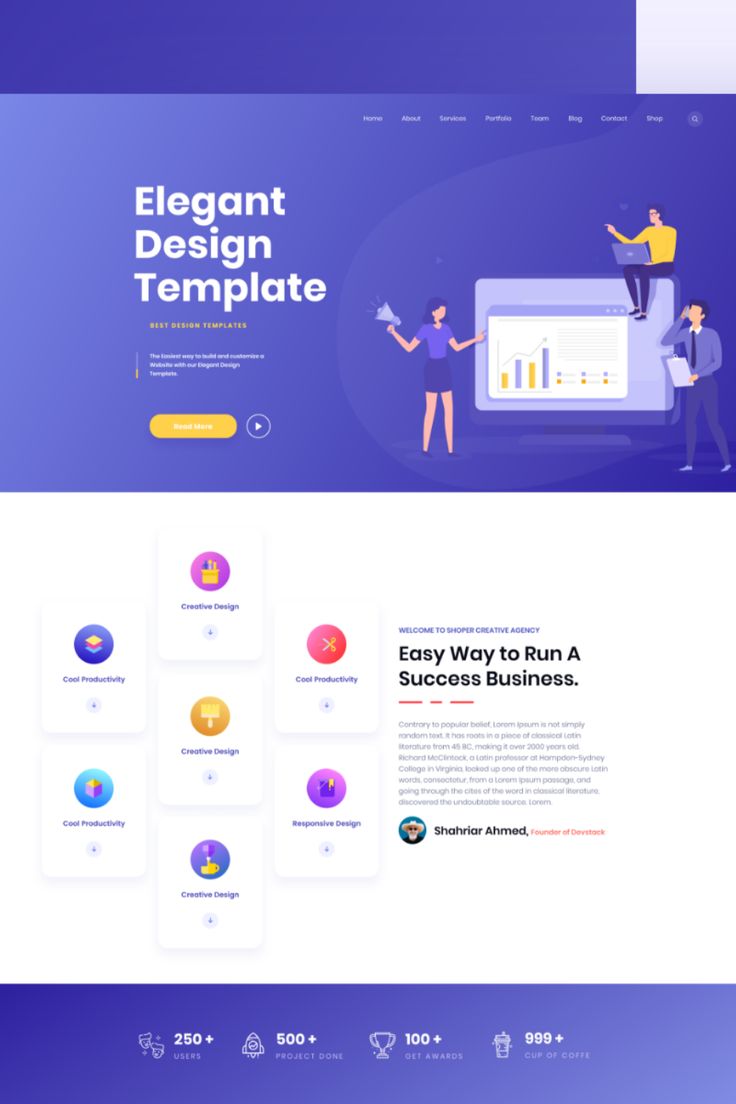 Home About Services Portfolio Team Blog Contact Shop
Elegant
Design
Template
BEST DESIGN TEMPLATES
The Easiest way to build and customize a
Website with our Elegant Design
Template.
Read More
Creative Design
Cool Productivity
Cool Productivity
Creative Design
Cool Productivity
Responsive Design
Creative Design
WELCOME TO SHOPER CREATIVE AGENCY
Easy Way to Run A
Success Business.
Contrary to popular belief, Lorem Ipsum is not simply
random text. It has roots in a piece of classical Latin
literature from 45 BC, making it over 2000 years old.
Richard McClintock, a Latin professor at Hampden-Sydney
College in Virginia, looked up one of the more obscure Latin
words, consectetur, from a Lorem Ipsum passage, and
going through the cites of the word in classical literature,
discovered the undoubtable source. Lorem.
Shahriar Ahmed, Founder of Devstack
250 + 500 + 100 + 999 +
USERS PROJECT DONE GET AWARDS CUP OF COFFE